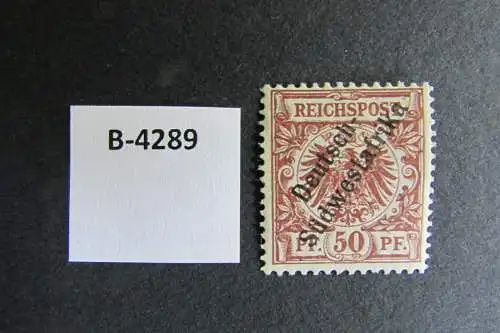 B-4289
REICHSPOST
Deutsch-
Südwestafrika
PF. 50 PF.